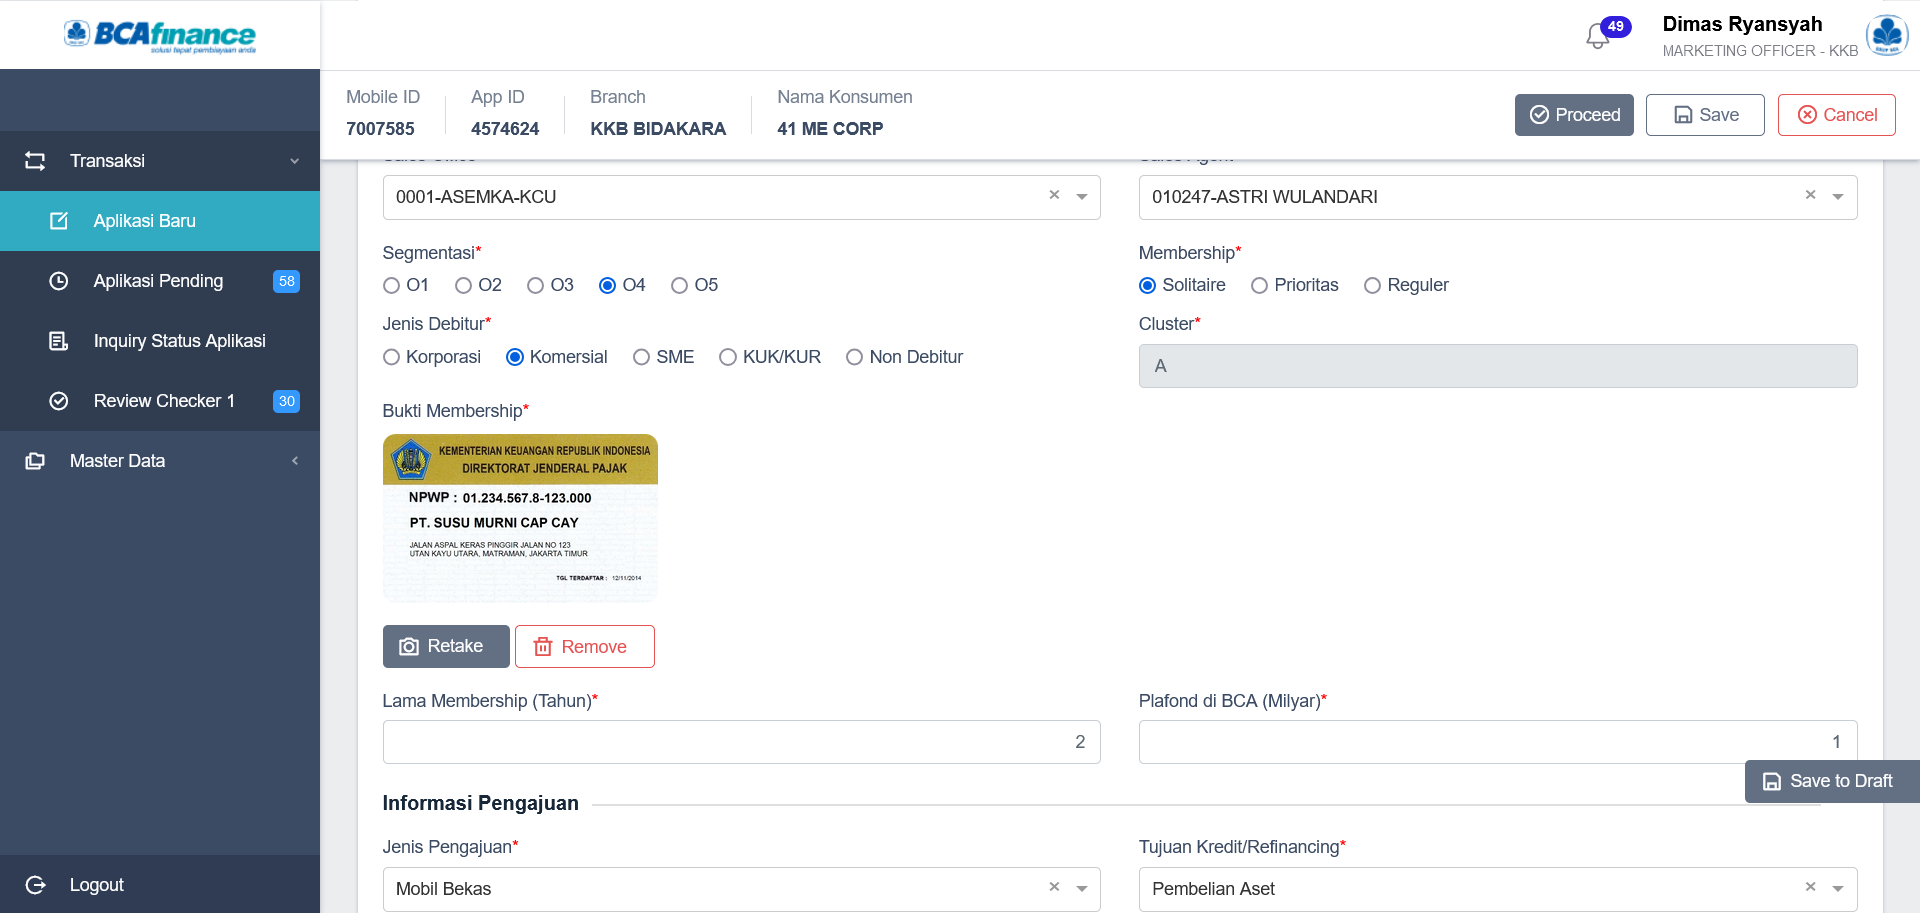 BCAfinance
solusi tepat pembiayaan anda
49
Dimas Ryansyah
MARKETING OFFICER - KKB
Mobile ID
7007585
App ID
4574624
Branch
KKB BIDAKARA
Nama Konsumen
41 ME CORP
Proceed
Save
Cancel
Transaksi
Aplikasi Baru
Aplikasi Pending
58
Inquiry Status Aplikasi
Review Checker 1
30
Master Data
Logout
Sales Office
Sales Agent
0001-ASEMKA-KCU
010247-ASTRI WULANDARI
Segmentasi*
O1 O2 O3 O4 O5
Membership*
Solitaire Prioritas Reguler
Jenis Debitur*
Korporasi Komersial SME KUK/KUR Non Debitur
Cluster*
A
Bukti Membership*
KEMENTERIAN KEUANGAN REPUBLIK INDONESIA
DIREKTORAT JENDERAL PAJAK
NPWP : 01.234.567.8-123.000
PT. SUSU MURNI CAP CAY
JALAN ASPAL KERAS PINGGIR JALAN NO 123
UTAN KAYU UTARA, MATRAMAN, JAKARTA TIMUR
TGL TERDAFTAR : 12/11/2014
Retake
Remove
Lama Membership (Tahun)*
2
Plafond di BCA (Milyar)*
1
Save to Draft
Informasi Pengajuan
Jenis Pengajuan*
Mobil Bekas
Tujuan Kredit/Refinancing*
Pembelian Aset